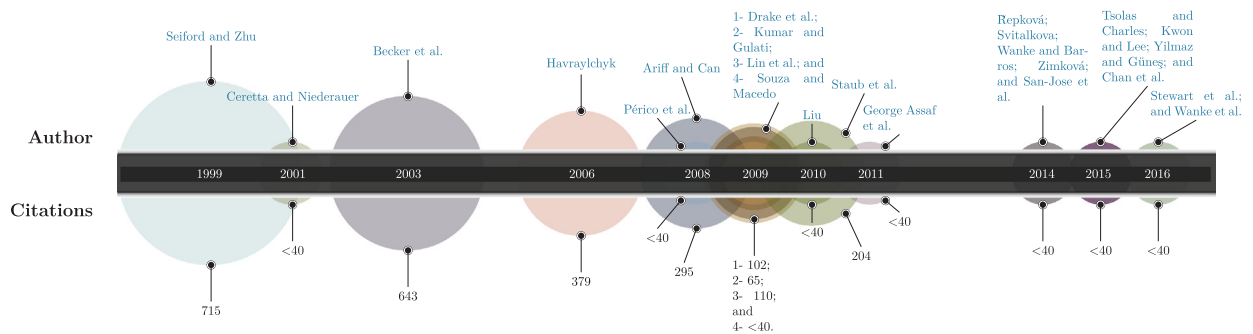 Seiford and Zhu
Ceretta and Niederauer
Becker et al.
Havraylchyk
Ariff and Can
Périco et al.
1- Drake et al.;
2- Kumar and
Gulati;
3- Lin et al.; and
4- Souza and
Macedo
Liu
Staub et al.
George Assaf
et al.
Repková;
Svitalkova;
Wanke and Bar-
ros; Zimková;
and San-Jose et
al.
Tsolas and
Charles; Kwon
and Lee; Yilmaz
and Güneş; and
Chan et al.
Stewart et al.;
and Wanke et al.
Author
1999
2001
2003
2006
2008
2009
2010
2011
2014
2015
2016
Citations
715
<40
643
379
<40
295
1- 102;
2- 65;
3- 110;
and
4- <40.
<40
204
<40
<40
<40
<40